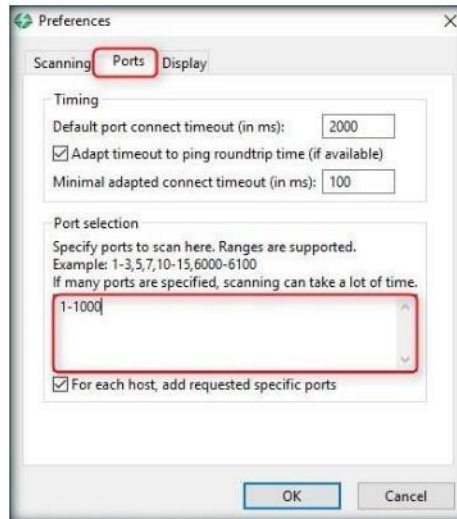 Preferences
Scanning Ports Display
Timing
Default port connect timeout (in ms): 2000
Adapt timeout to ping roundtrip time (if available)
Minimal adapted connect timeout (in ms): 100
Port selection
Specify ports to scan here. Ranges are supported.
Example: 1-3,5,7,10-15,6000-6100
If many ports are specified, scanning can take a lot of time.
1-1000
For each host, add requested specific ports
OK Cancel